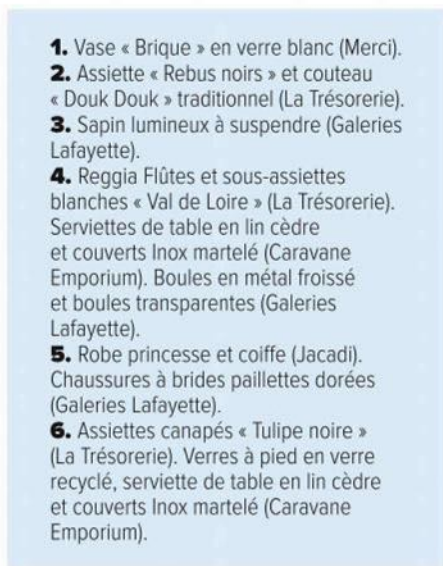 1. Vase « Brique » en verre blanc (Merci).
2. Assiette « Rebus noirs » et couteau
« Douk Douk » traditionnel (La Trésorerie).
3. Sapin lumineux à suspendre (Galeries
Lafayette).
4. Reggia Flûtes et sous-assiettes
blanches « Val de Loire » (La Trésorerie).
Serviettes de table en lin cèdre
et couverts Inox martelé (Caravane
Emporium). Boules en métal froissé
et boules transparentes (Galeries
Lafayette).
5. Robe princesse et coiffe (Jacadi).
Chaussures à brides paillettes dorées
(Galeries Lafayette).
6. Assiettes canapés « Tulipe noire »
(La Trésorerie). Verres à pied en verre
recyclé, serviette de table en lin cèdre
et couverts Inox martelé (Caravane
Emporium).